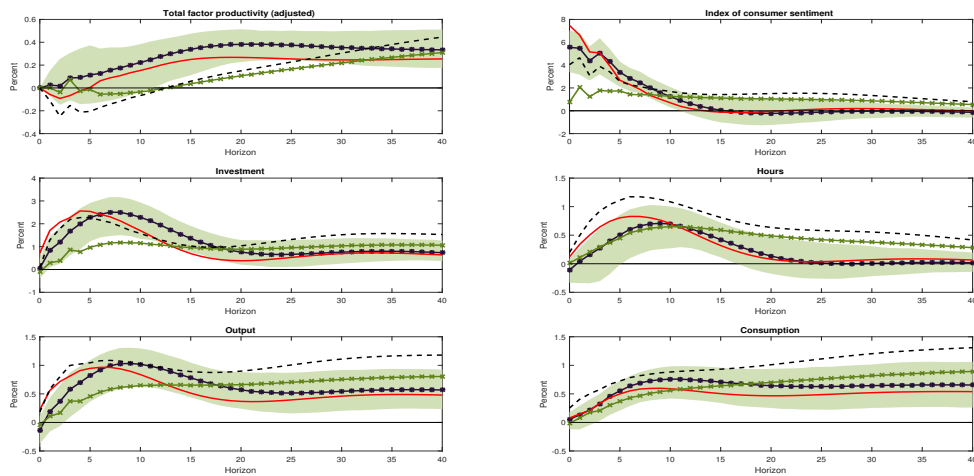 Total factor productivity (adjusted)
Percent
0.6
0.4
0.2
0
-0.2
-0.4
0 5 10 15 20 25 30 35 40
Horizon
Index of consumer sentiment
Percent
8
6
4
2
0
-2
0 5 10 15 20 25 30 35 40
Horizon
Investment
Percent
4
3
2
1
0
-1
0 5 10 15 20 25 30 35 40
Horizon
Hours
Percent
1.5
1
0.5
0
-0.5
0 5 10 15 20 25 30 35 40
Horizon
Output
Percent
1.5
1
0.5
0
-0.5
0 5 10 15 20 25 30 35 40
Horizon
Consumption
Percent
1.5
1
0.5
0
-0.5
0 5 10 15 20 25 30 35 40
Horizon